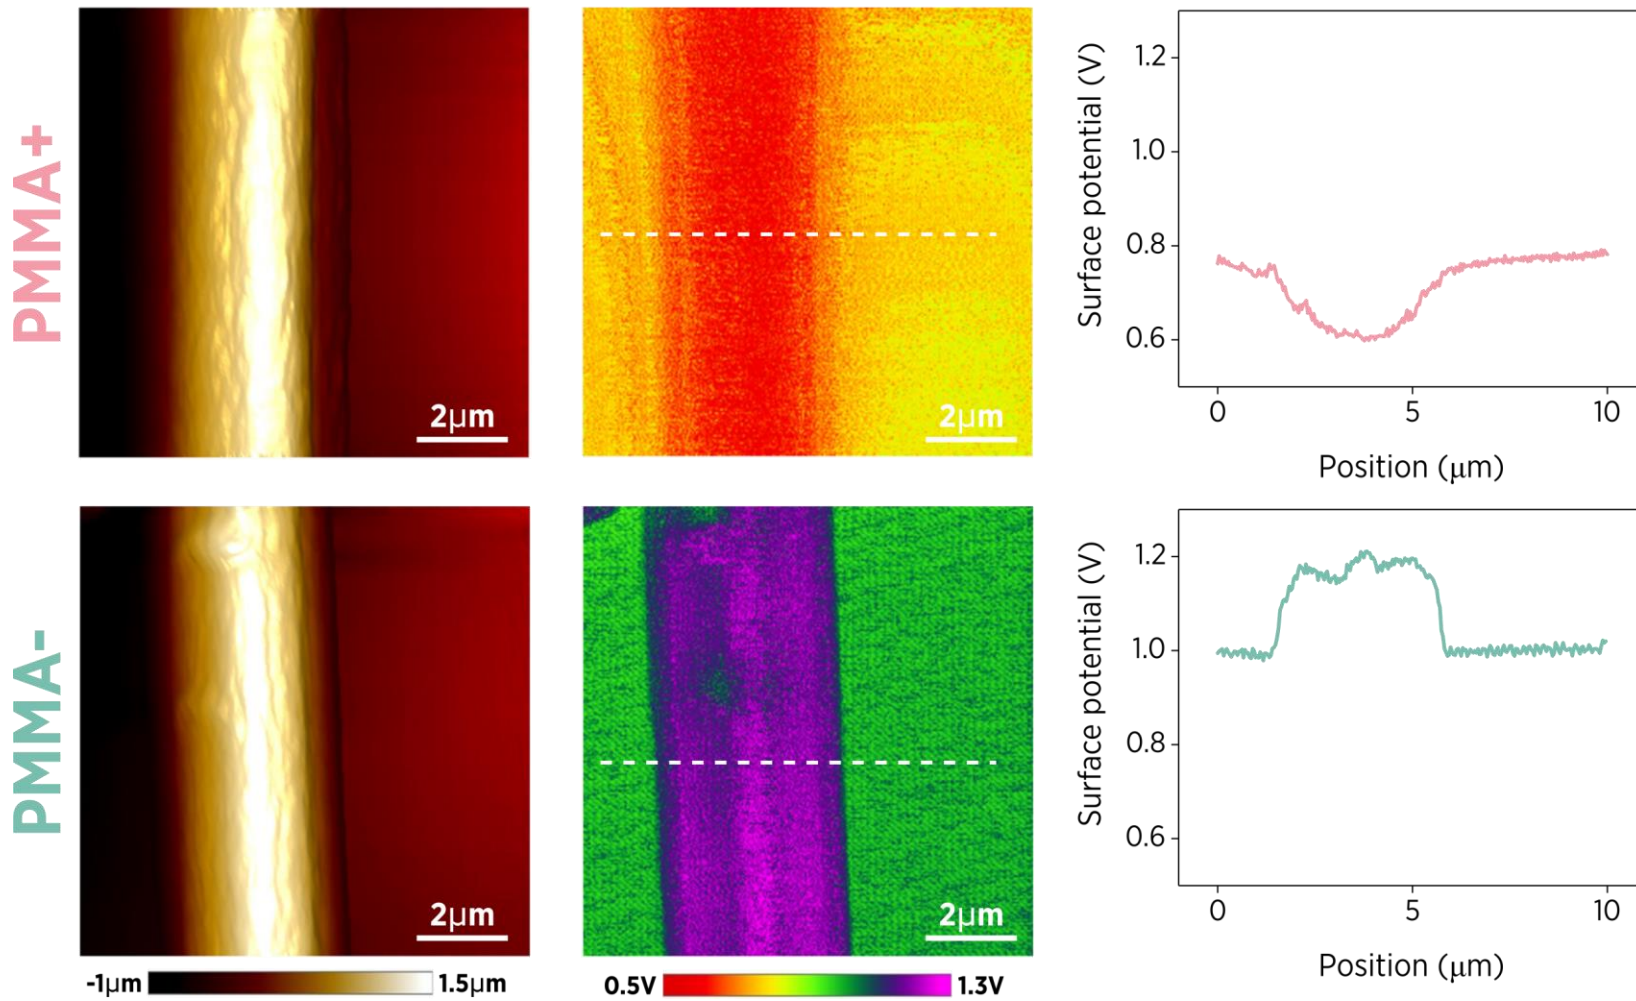 PMMA+
2μm
2μm
Surface potential (V)
1.2
1.0
0.8
0.6
0
5
10
Position (μm)
PMMA-
2μm
2μm
Surface potential (V)
1.2
1.0
0.8
0.6
0
5
10
Position (μm)
-1μm
1.5μm
0.5V
1.3V